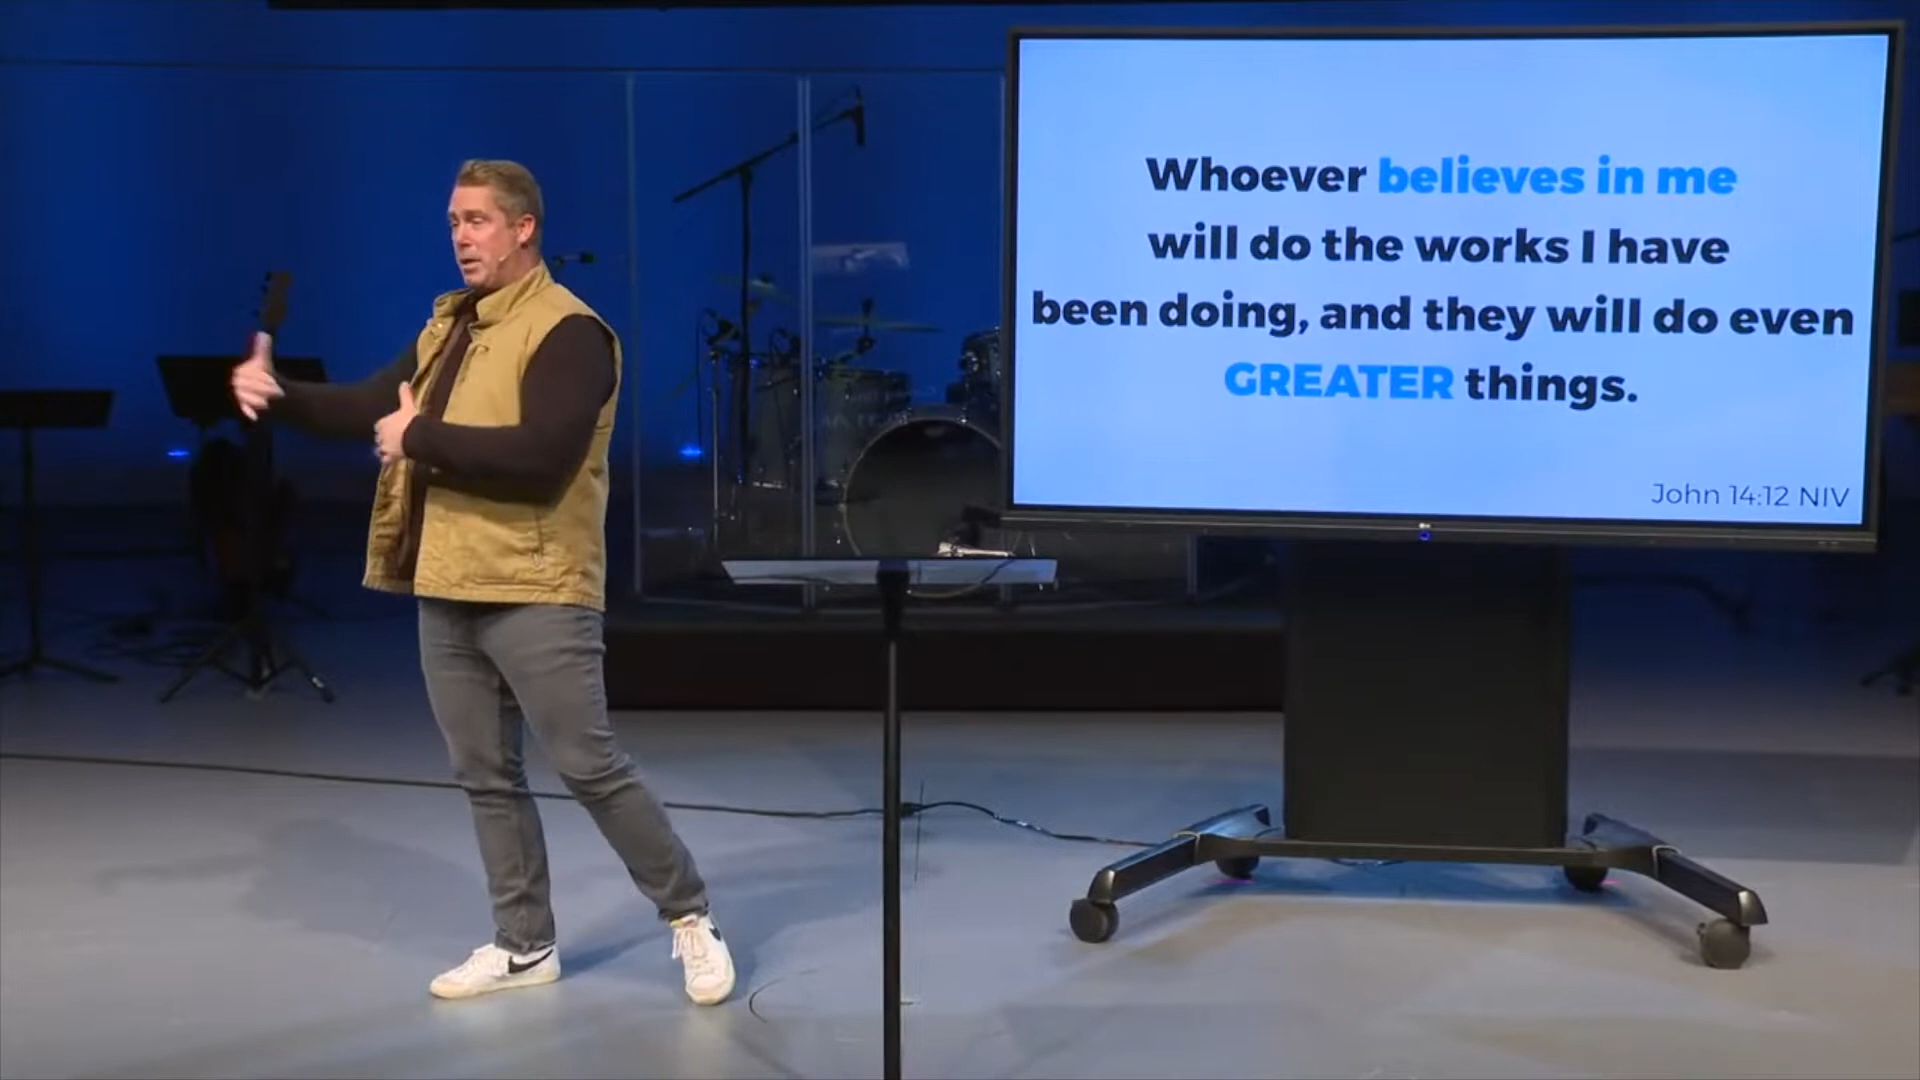 Whoever believes in me
will do the works I have
been doing, and they will do even
GREATER things.
John 14:12 NIV